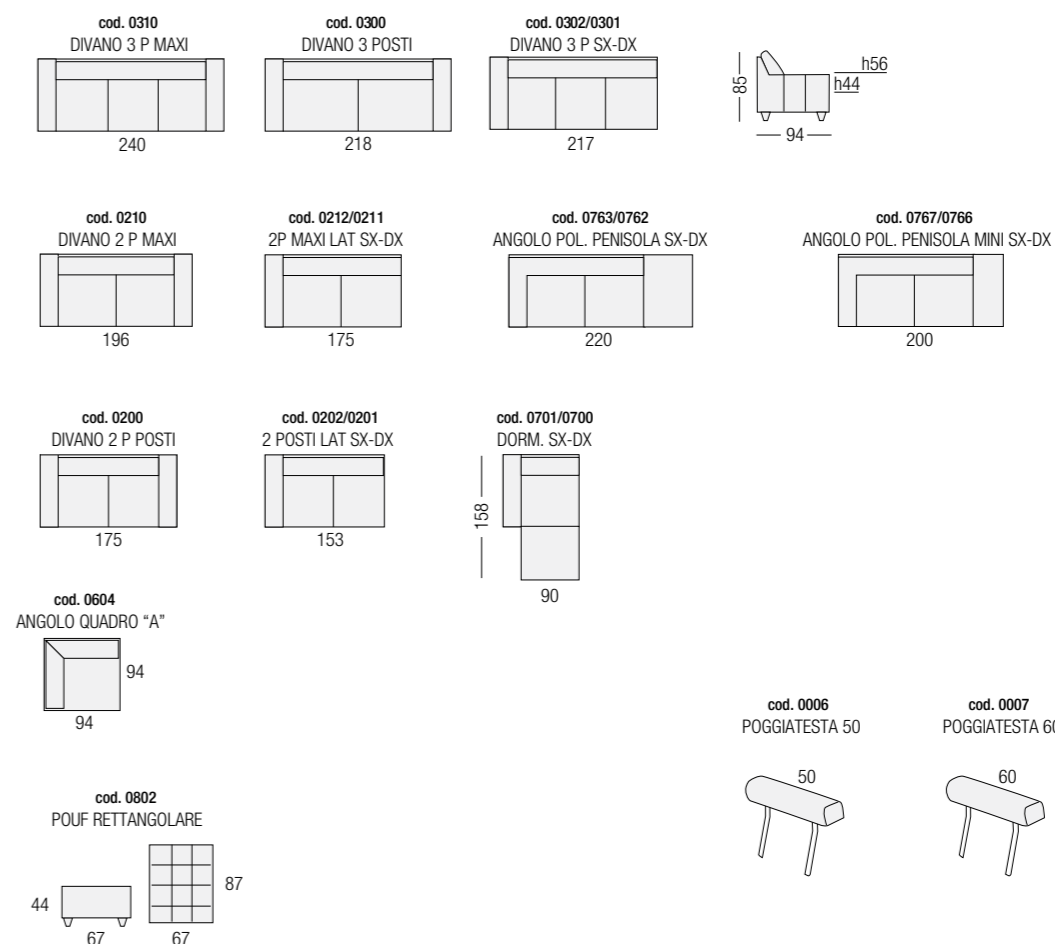 cod. 0310
DIVANO 3 P MAXI
240
cod. 0300
DIVANO 3 POSTI
218
cod. 0302/0301
DIVANO 3 P SX-DX
217
85
h56
h44
94
cod. 0210
DIVANO 2 P MAXI
196
cod. 0212/0211
2P MAXI LAT SX-DX
175
cod. 0763/0762
ANGOLO POL. PENISOLA SX-DX
220
cod. 0767/0766
ANGOLO POL. PENISOLA MINI SX-DX
200
cod. 0200
DIVANO 2 P POSTI
175
cod. 0202/0201
2 POSTI LAT SX-DX
153
cod. 0701/0700
DORM. SX-DX
158
90
cod. 0604
ANGOLO QUADRO “A”
94
94
cod. 0006
POGGIATESTA 50
50
cod. 0007
POGGIATESTA 60
60
cod. 0802
POUF RETTANGOLARE
44
67
87
67